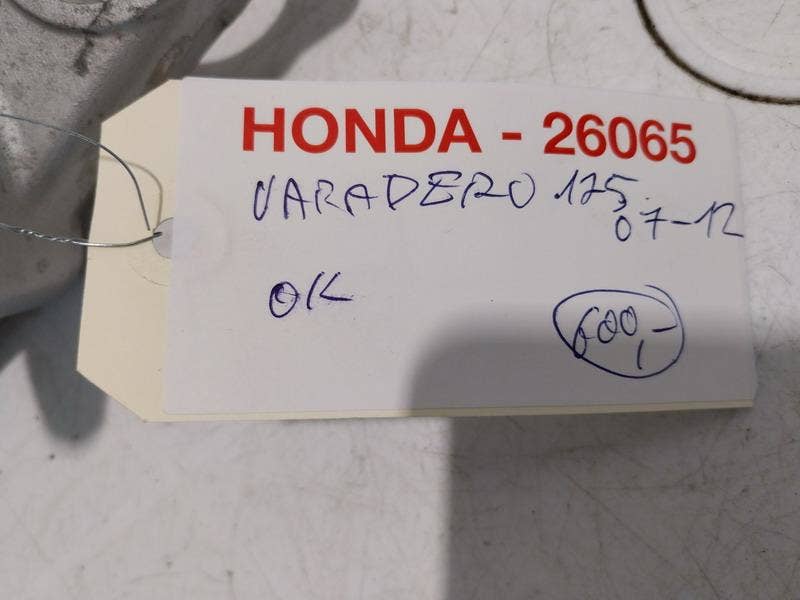 HONDA - 26065
VARADERO 125
07-12
OK
600,-